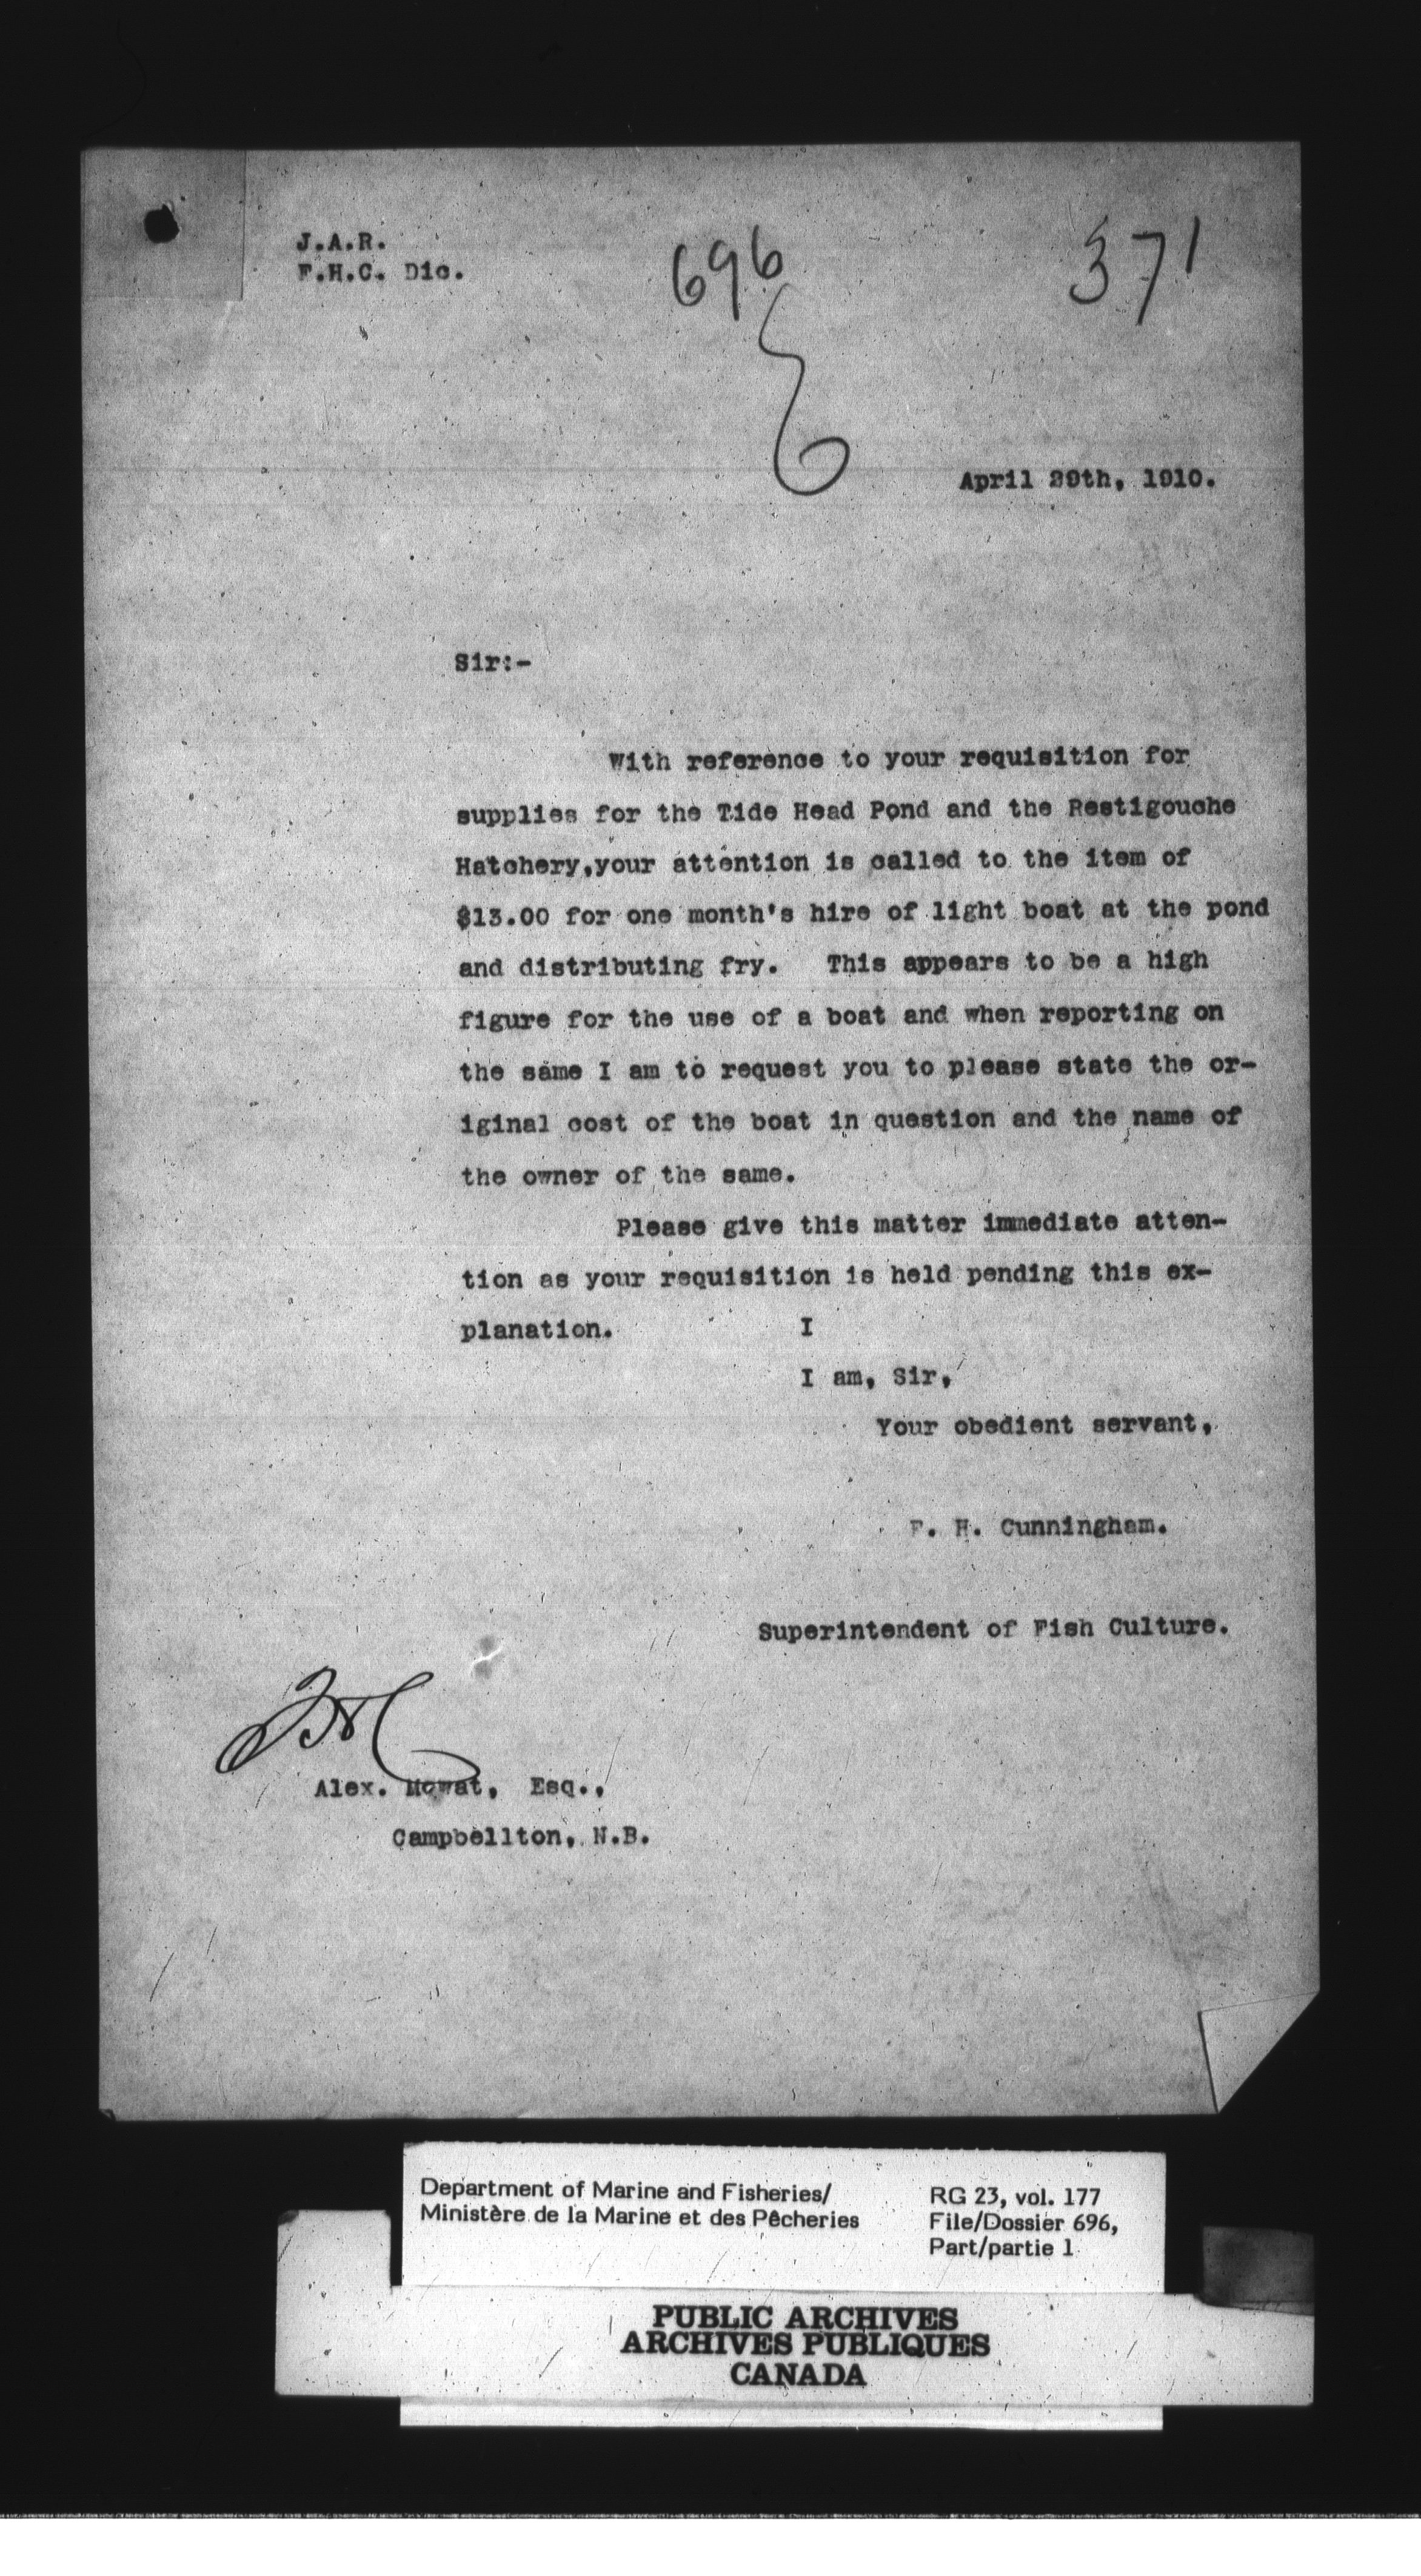 J.A.R.
F.H.C. Dic.
696
371
April 29th, 1910.
Sir:-
With reference to your requisition for
supplies for the Tide Head Pond and the Restigouche
Hatchery,your attention is called to the item of
$13.00 for one month's hire of light boat at the pond
and distributing fry. This appears to be a high
figure for the use of a boat and when reporting on
the same I am to request you to please state the or-
iginal cost of the boat in question and the name of
the owner of the same.
Please give this matter immediate atten-
tion as your requisition is held pending this ex-
planation. I
I am, Sir,
Your obedient servant,
F. H. Cunningham.
Superintendent of Fish Culture.
FHC
Alex. Mowat, Esq.,
Campbellton, N.B.
Department of Marine and Fisheries/
Ministère de la Marine et des Pêcheries
RG 23, vol. 177
File/Dossier 696,
Part/partie 1
PUBLIC ARCHIVES
ARCHIVES PUBLIQUES
CANADA